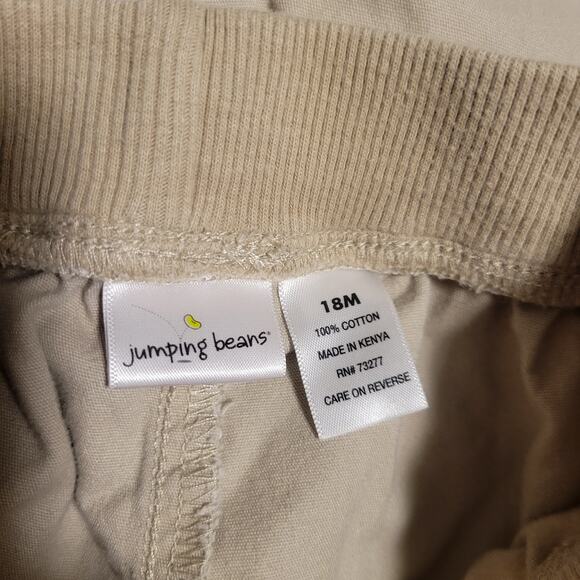 jumping beans®
18M
100% COTTON
MADE IN KENYA
RN# 73277
CARE ON REVERSE